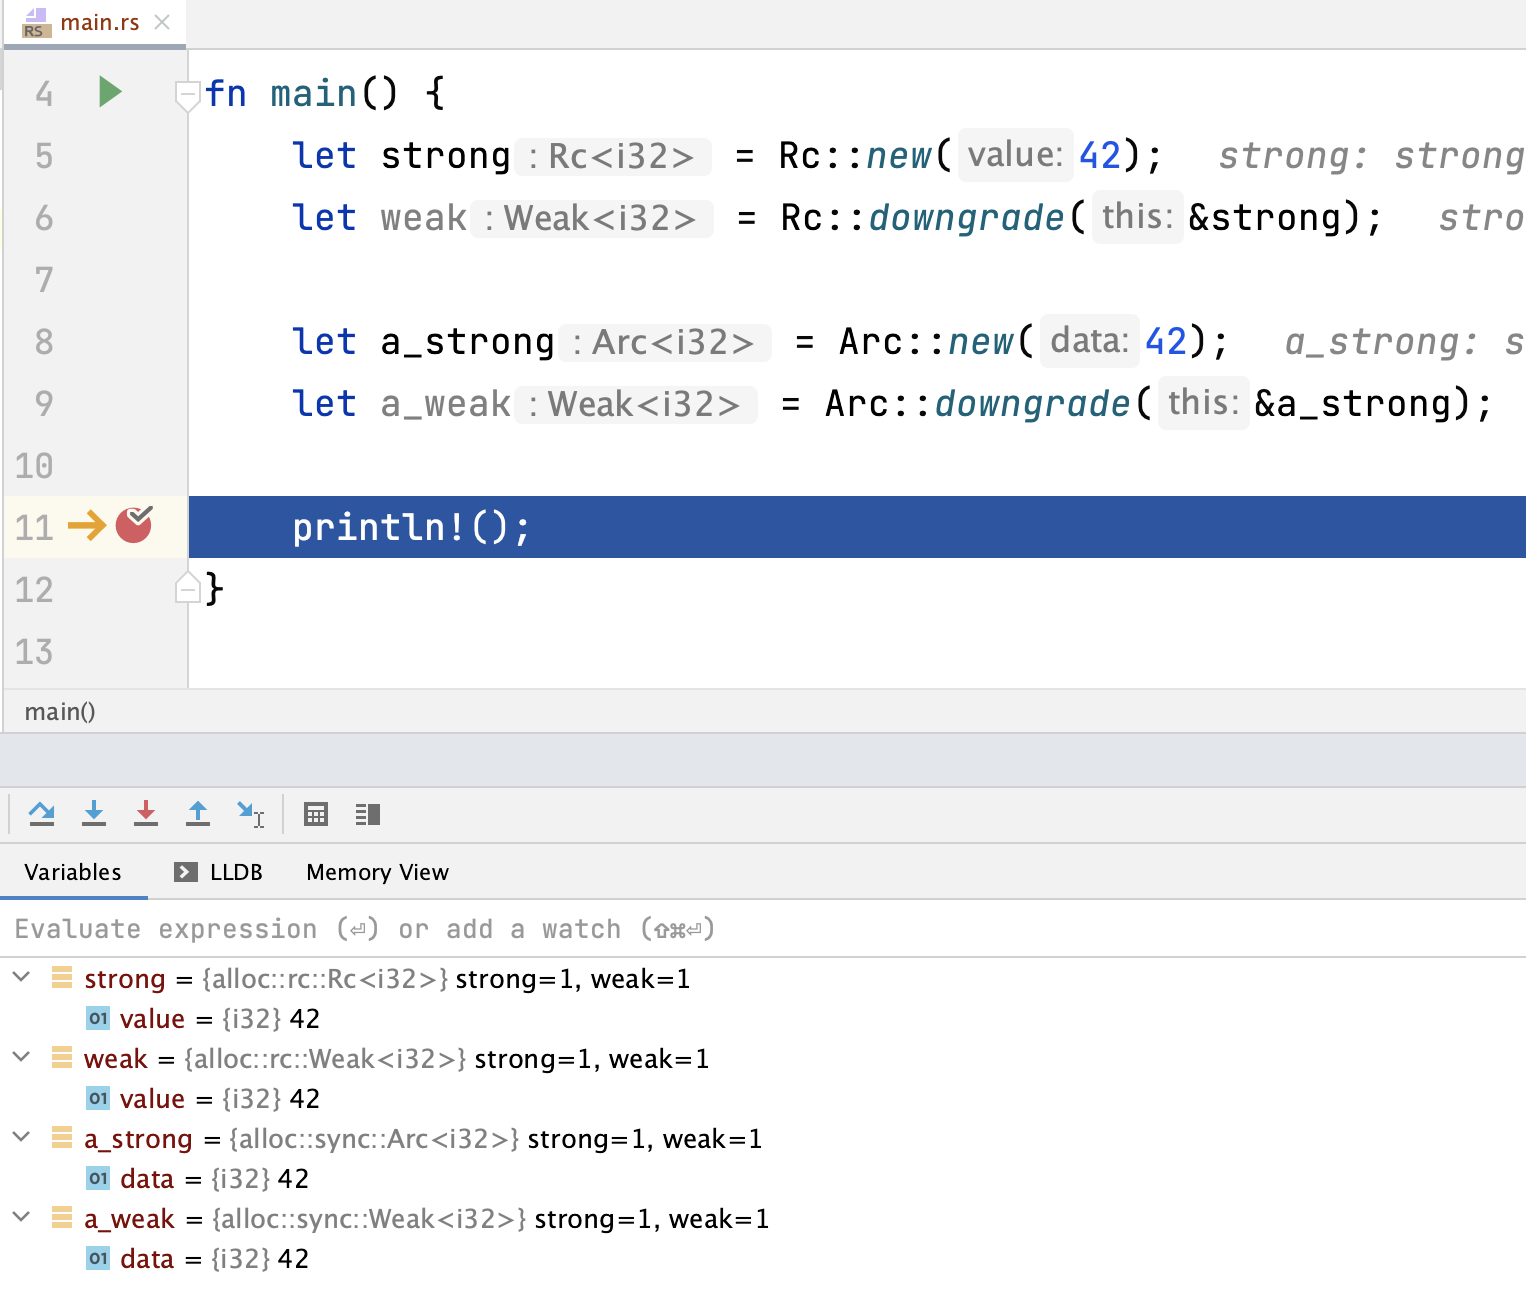 RS main.rs
4 fn main() {
5 let strong : Rc<i32> = Rc::new( value: 42); strong: strong
6 let weak : Weak<i32> = Rc::downgrade( this: &strong); stro
7
8 let a_strong : Arc<i32> = Arc::new( data: 42); a_strong: s
9 let a_weak : Weak<i32> = Arc::downgrade( this: &a_strong);
10
11 println!();
12 }
13
main()
Variables LLDB Memory View
Evaluate expression (⏎) or add a watch (⇧⌘⏎)
strong = {alloc::rc::Rc<i32>} strong=1, weak=1
01 value = {i32} 42
weak = {alloc::rc::Weak<i32>} strong=1, weak=1
01 value = {i32} 42
a_strong = {alloc::sync::Arc<i32>} strong=1, weak=1
01 data = {i32} 42
a_weak = {alloc::sync::Weak<i32>} strong=1, weak=1
01 data = {i32} 42